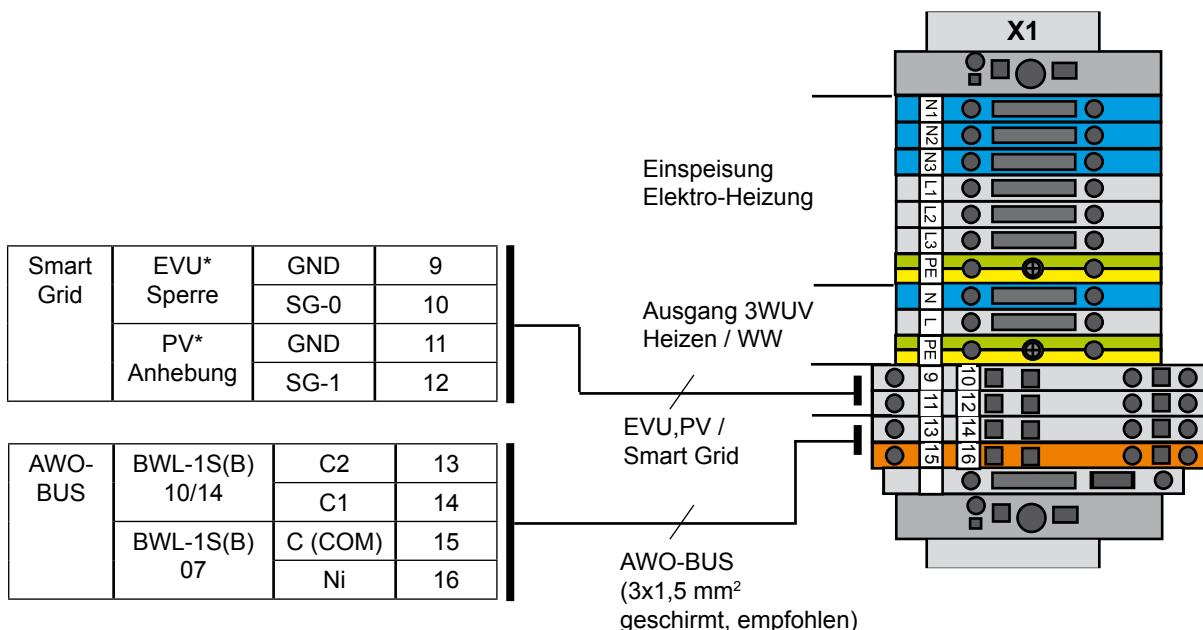 X1
N1
N2
N3
L1
L2
L3
PE
N
L
PE
9 10
11 12
13 14
15 16
Einspeisung
Elektro-Heizung
Ausgang 3WUV
Heizen / WW
EVU,PV /
Smart Grid
AWO-BUS
(3x1,5 mm²
geschirmt, empfohlen)
Smart Grid EVU* Sperre GND 9
SG-0 10
PV* Anhebung GND 11
SG-1 12
AWO-BUS BWL-1S(B) 10/14 C2 13
C1 14
BWL-1S(B) 07 C (COM) 15
Ni 16